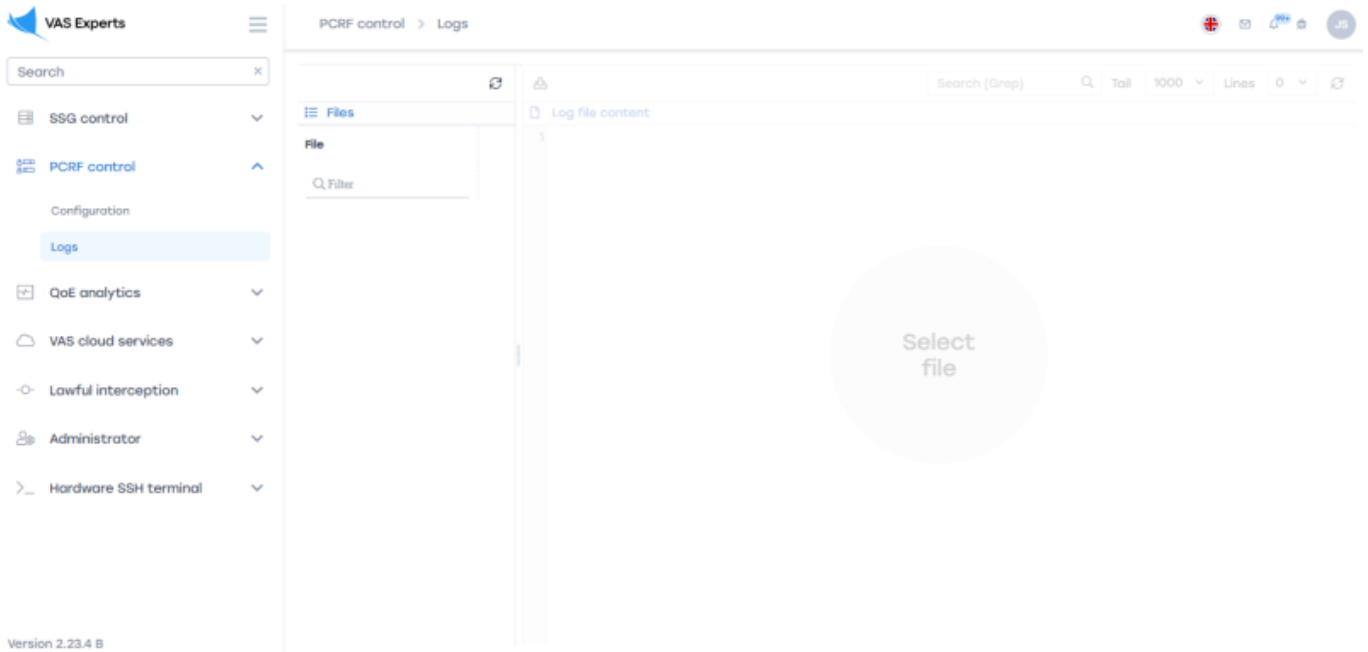 VAS Experts
PCRF control > Logs
99+
JS
Search
Search (Grep)
Tail
1000
Lines
0
SSG control
Files
Log file content
File
1
PCRF control
Filter
Configuration
Logs
QoE analytics
VAS cloud services
Select
file
Lawful interception
Administrator
Hardware SSH terminal
Version 2.23.4 B